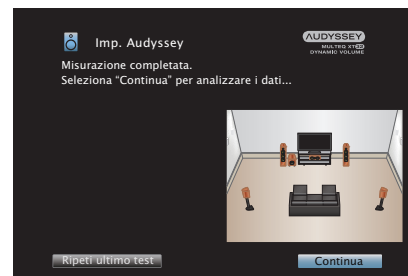 Imp. Audyssey
AUDYSSEY
MULTEQ XT32
DYNAMIC VOLUME
Misurazione completata.
Seleziona “Continua” per analizzare i dati...
Ripeti ultimo test
Continua